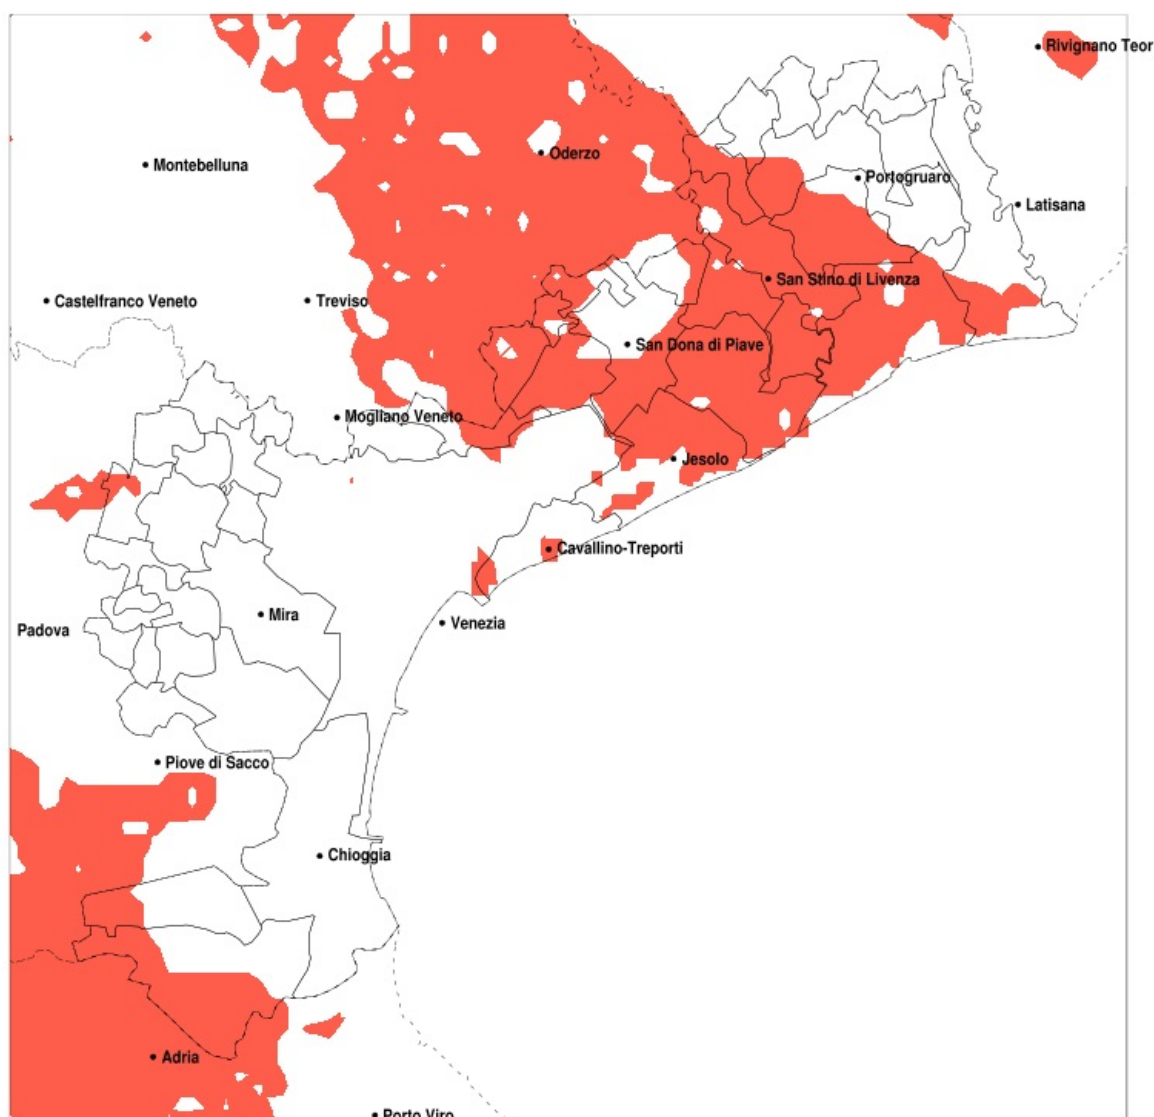 Rivignano Teor
Oderzo
Montebelluna
Portogruaro
Latisana
San Stino di Livenza
Castelfranco Veneto
Treviso
San Dona di Piave
Mogliano Veneto
Jesolo
Cavallino-Treporti
Mira
Venezia
Padova
Piove di Sacco
Chioggia
Adria
Porto Viro